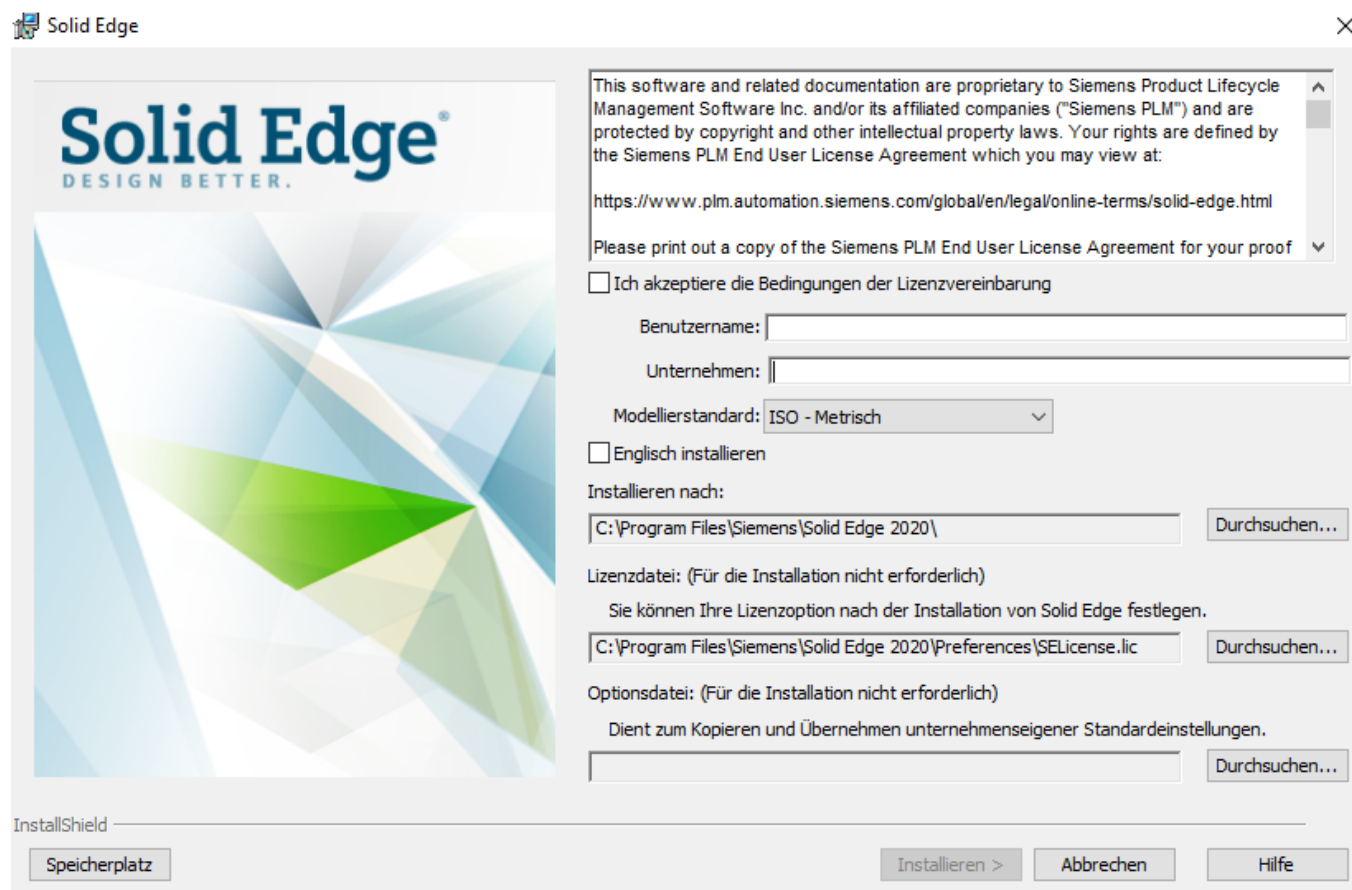 Solid Edge
Solid Edge®
DESIGN BETTER.
This software and related documentation are proprietary to Siemens Product Lifecycle
Management Software Inc. and/or its affiliated companies ("Siemens PLM") and are
protected by copyright and other intellectual property laws. Your rights are defined by
the Siemens PLM End User License Agreement which you may view at:
https://www.plm.automation.siemens.com/global/en/legal/online-terms/solid-edge.html
Please print out a copy of the Siemens PLM End User License Agreement for your proof
Ich akzeptiere die Bedingungen der Lizenzvereinbarung
Benutzername:
Unternehmen:
Modellierstandard: ISO - Metrisch
Englisch installieren
Installieren nach:
C:\Program Files\Siemens\Solid Edge 2020\ Durchsuchen...
Lizenzdatei: (Für die Installation nicht erforderlich)
Sie können Ihre Lizenzoption nach der Installation von Solid Edge festlegen.
C:\Program Files\Siemens\Solid Edge 2020\Preferences\SELicense.lic Durchsuchen...
Optionsdatei: (Für die Installation nicht erforderlich)
Dient zum Kopieren und Übernehmen unternehmenseigener Standardeinstellungen.
Durchsuchen...
InstallShield
Speicherplatz Installieren > Abbrechen Hilfe